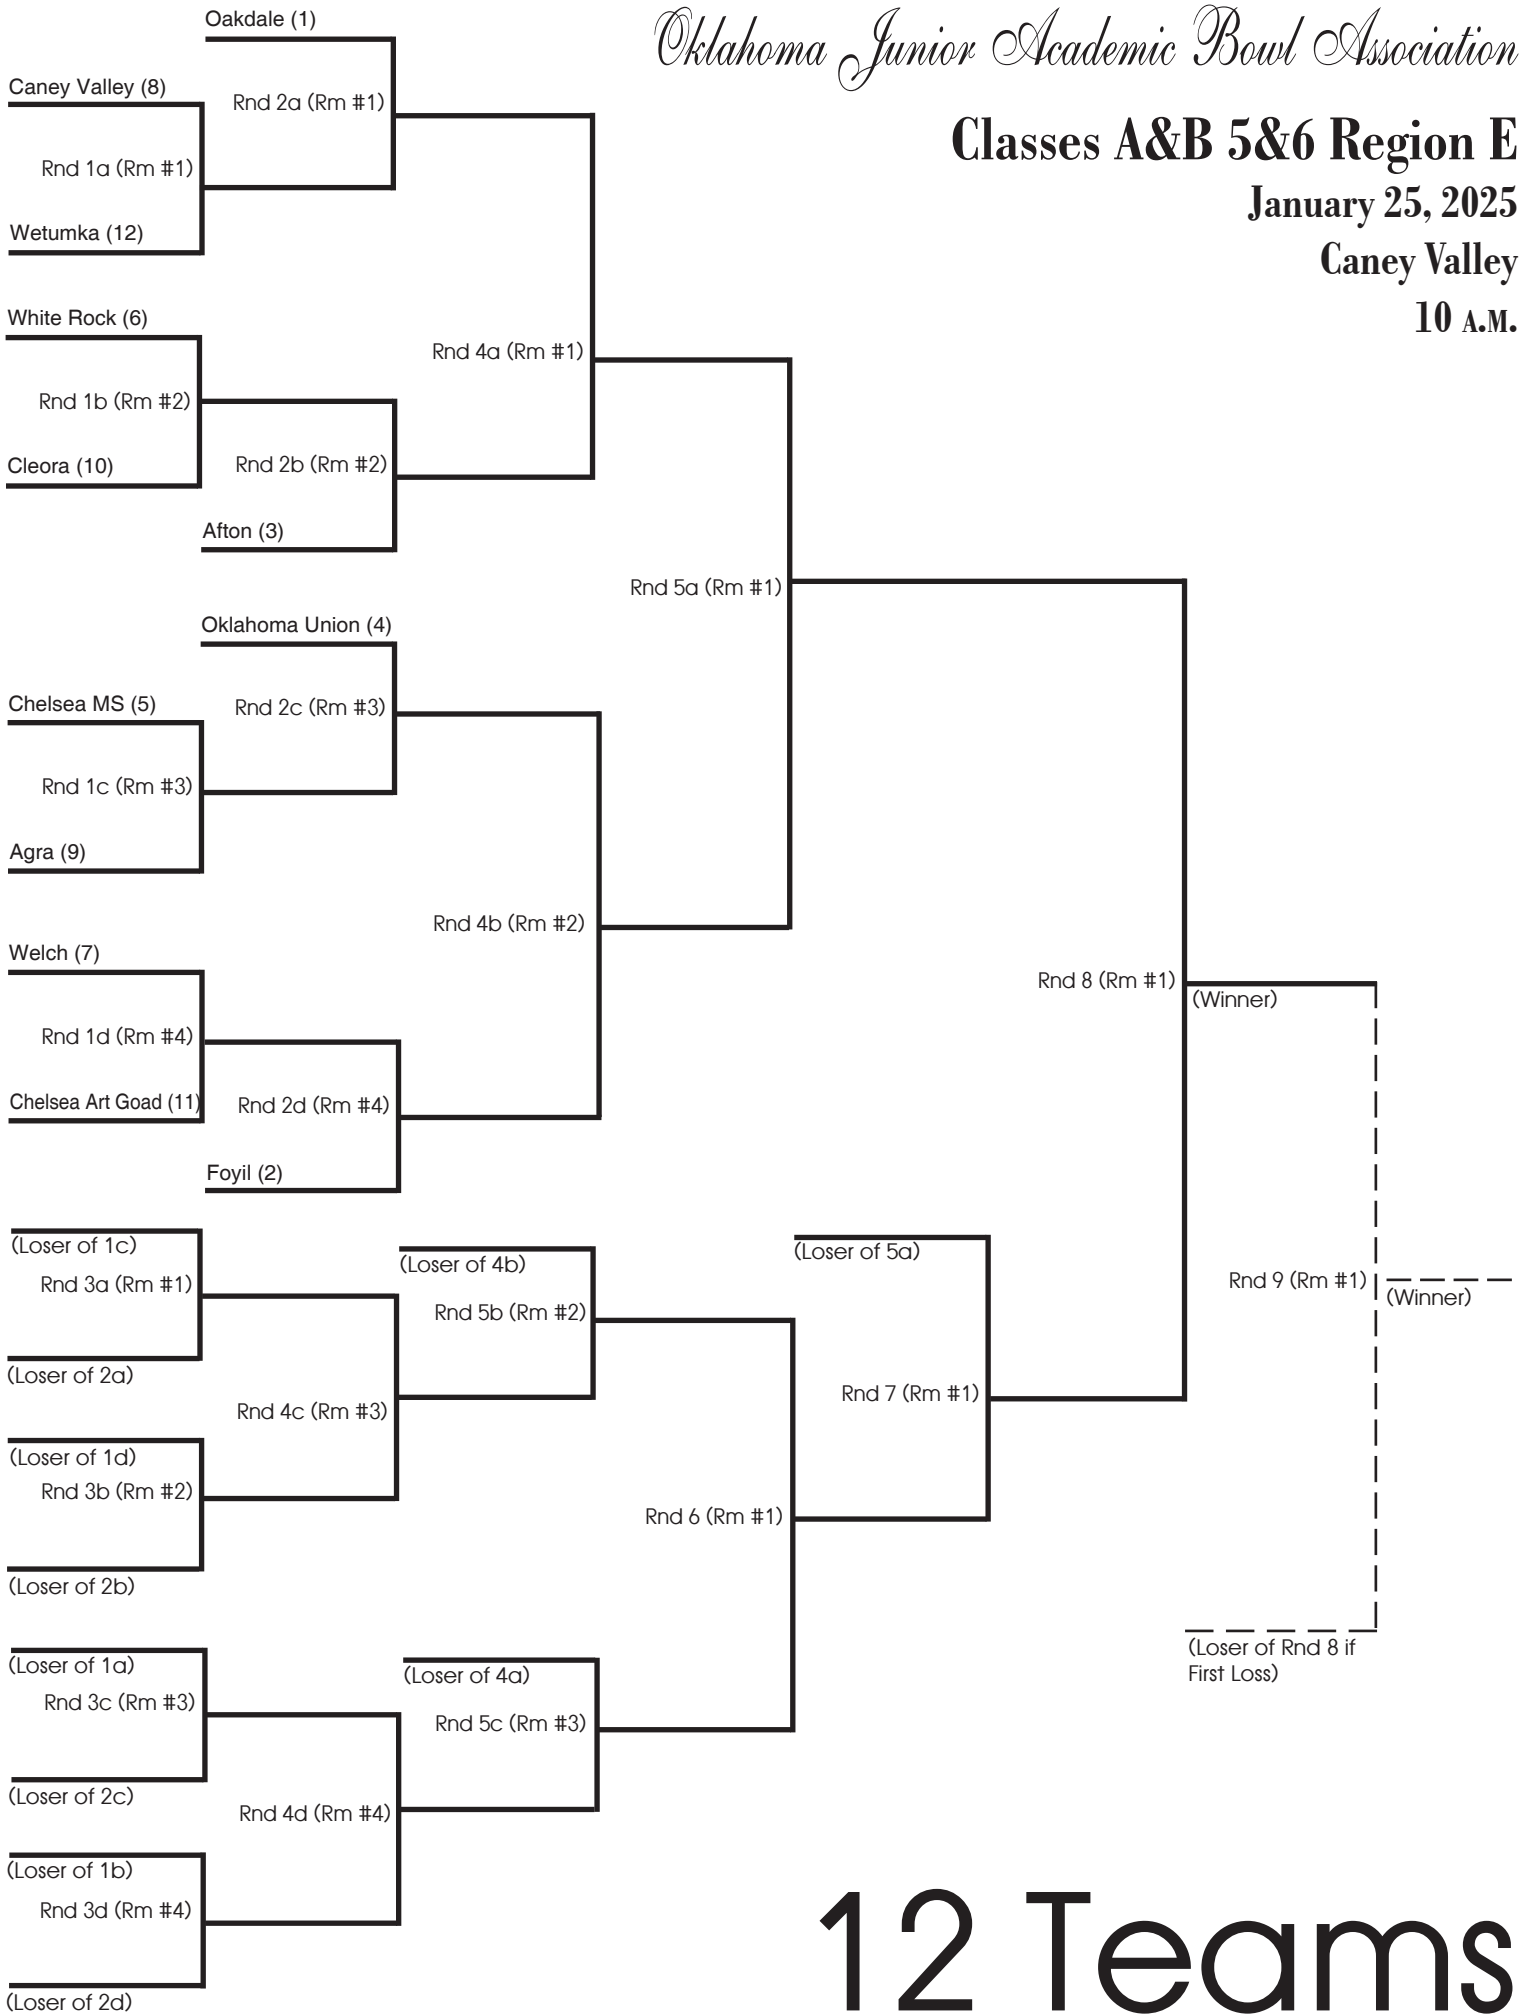 Oklahoma Junior Academic Bowl Association
Classes A&B 5&6 Region E
January 25, 2025
Caney Valley
10 A.M.
Oakdale (1)
Caney Valley (8)
Rnd 2a (Rm #1)
Rnd 1a (Rm #1)
Wetumka (12)
White Rock (6)
Rnd 4a (Rm #1)
Rnd 1b (Rm #2)
Cleora (10)
Rnd 2b (Rm #2)
Afton (3)
Rnd 5a (Rm #1)
Oklahoma Union (4)
Chelsea MS (5)
Rnd 2c (Rm #3)
Rnd 1c (Rm #3)
Agra (9)
Rnd 4b (Rm #2)
Welch (7)
Rnd 8 (Rm #1)
(Winner)
Rnd 1d (Rm #4)
Chelsea Art Goad (11)
Rnd 2d (Rm #4)
Foyil (2)
(Loser of 1c)
(Loser of 4b)
(Loser of 5a)
Rnd 3a (Rm #1)
Rnd 9 (Rm #1)
(Winner)
Rnd 5b (Rm #2)
(Loser of 2a)
Rnd 7 (Rm #1)
Rnd 4c (Rm #3)
(Loser of 1d)
Rnd 3b (Rm #2)
Rnd 6 (Rm #1)
(Loser of 2b)
(Loser of 1a)
(Loser of 4a)
(Loser of Rnd 8 if
First Loss)
Rnd 3c (Rm #3)
Rnd 5c (Rm #3)
(Loser of 2c)
Rnd 4d (Rm #4)
(Loser of 1b)
Rnd 3d (Rm #4)
(Loser of 2d)
12 Teams